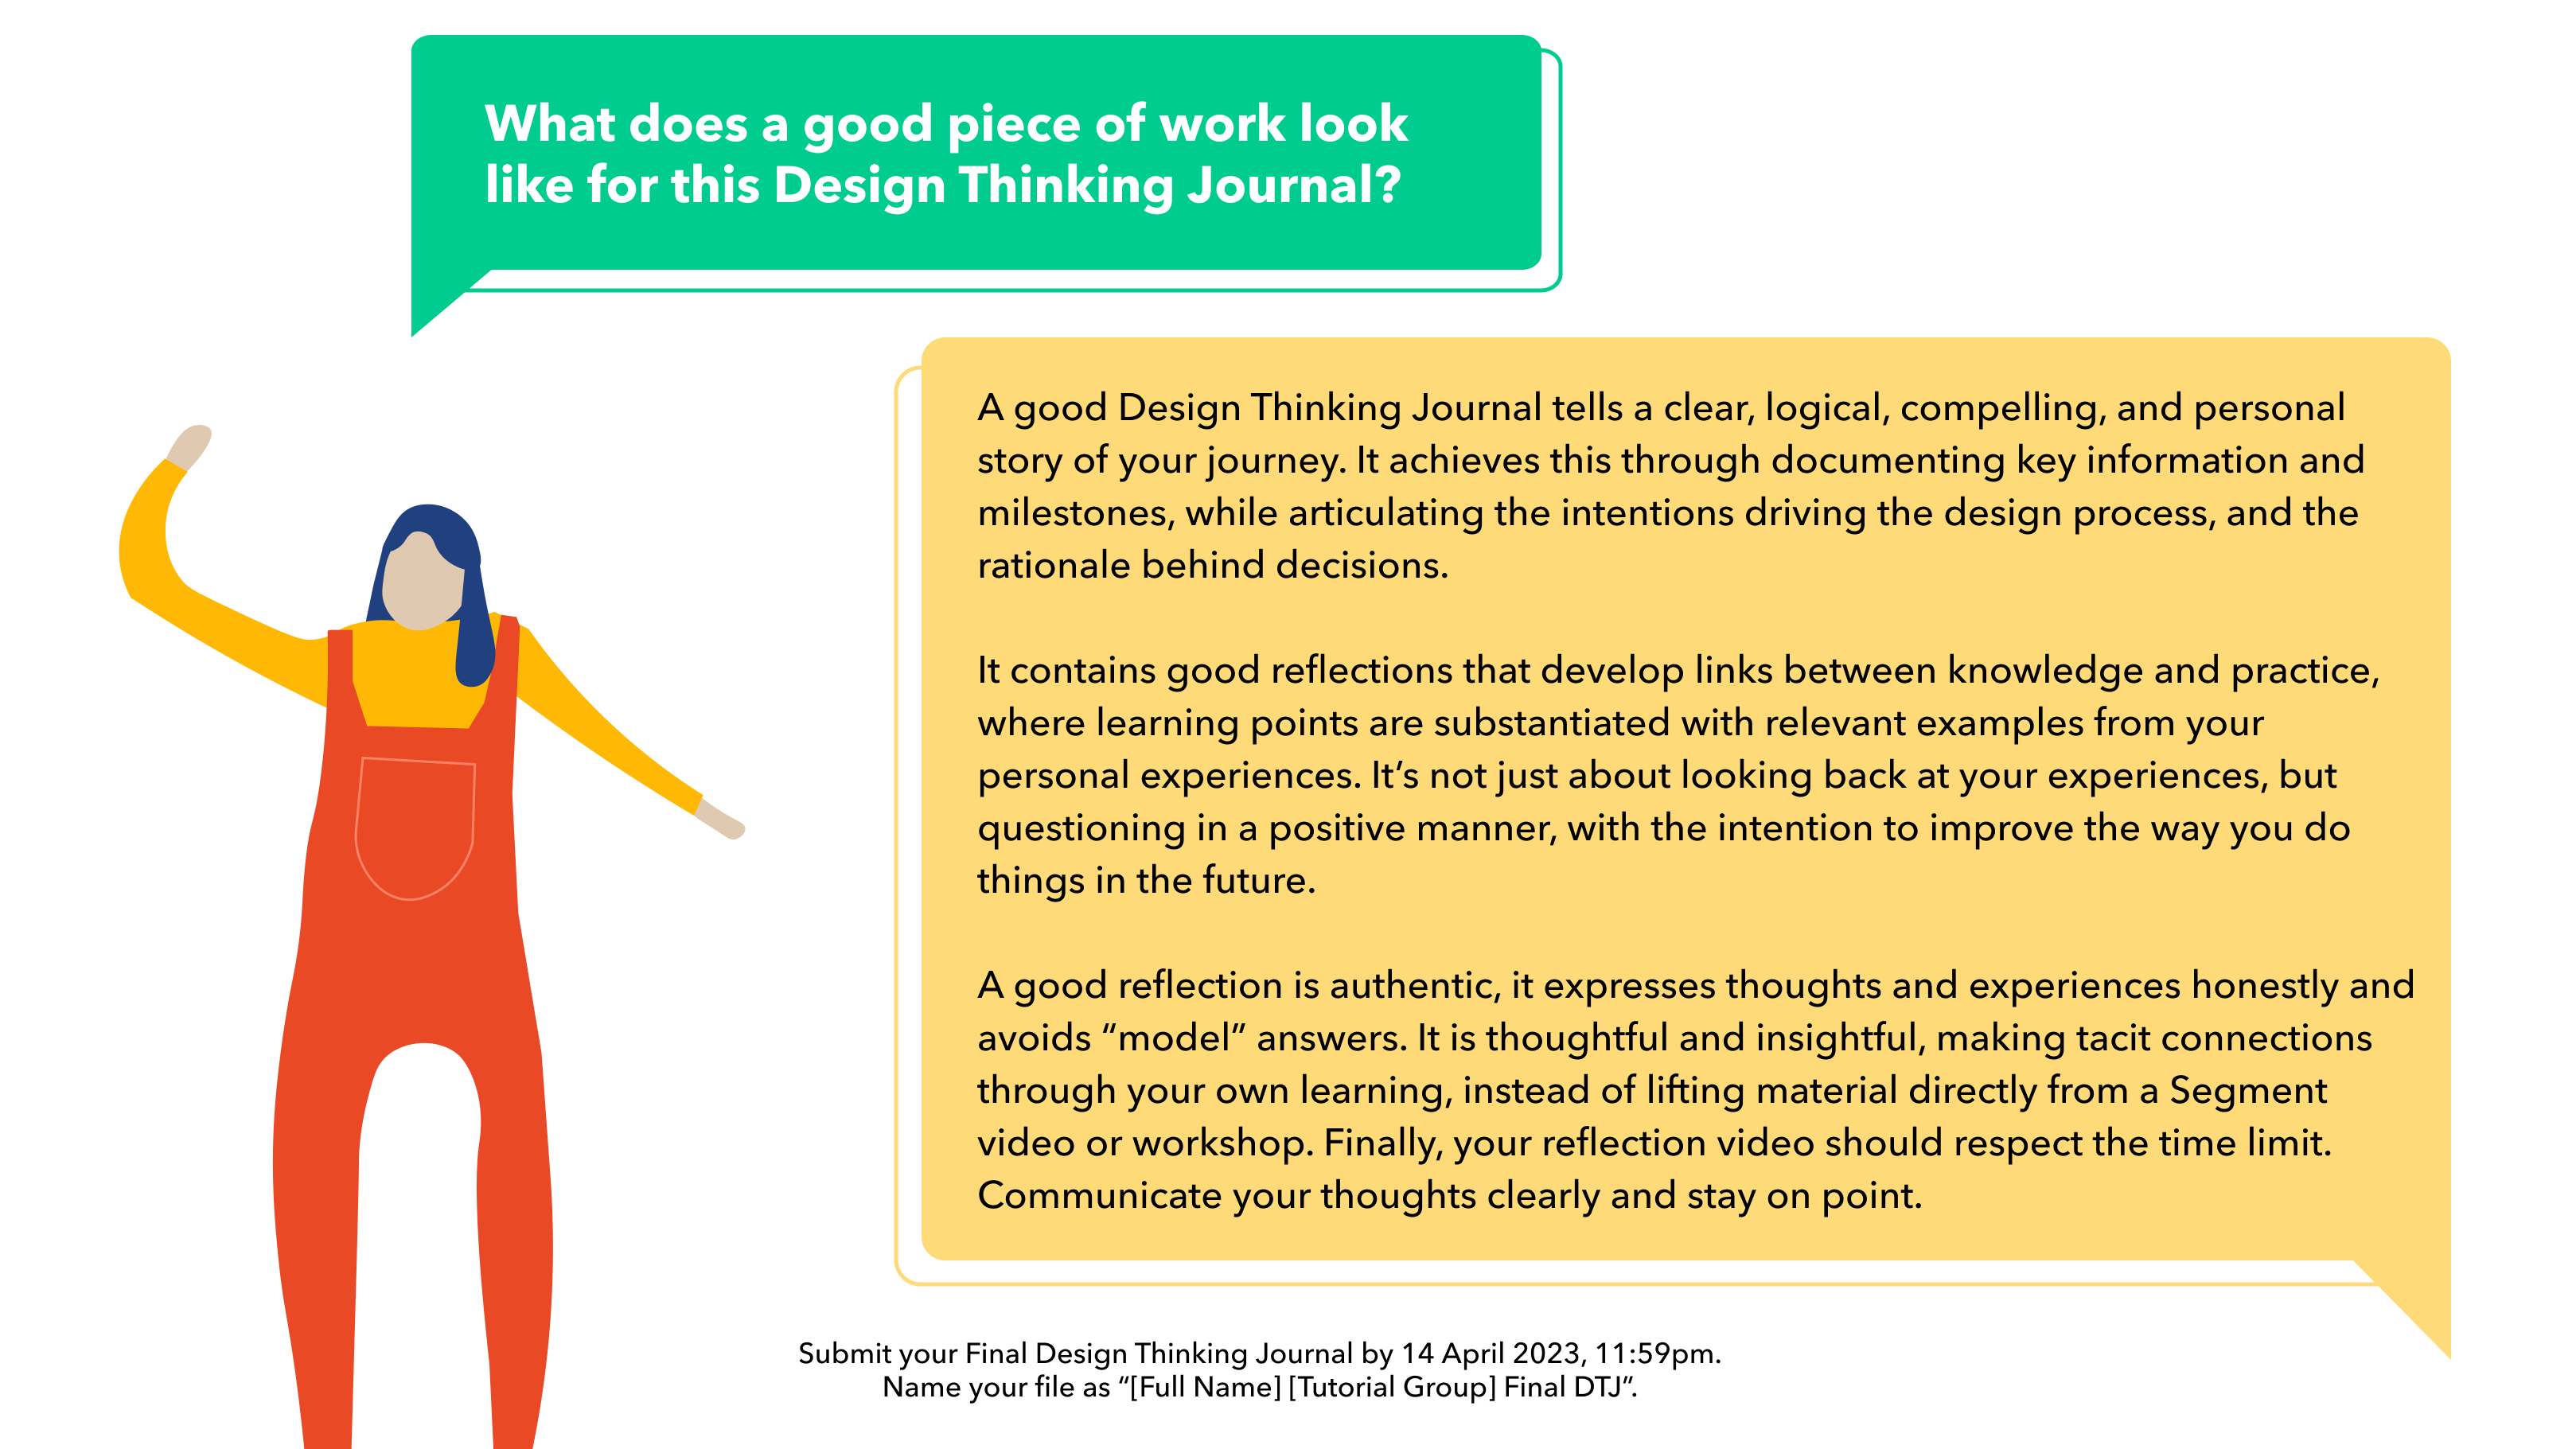 What does a good piece of work look
like for this Design Thinking Journal?
A good Design Thinking Journal tells a clear, logical, compelling, and personal
story of your journey. It achieves this through documenting key information and
milestones, while articulating the intentions driving the design process, and the
rationale behind decisions.
It contains good reflections that develop links between knowledge and practice,
where learning points are substantiated with relevant examples from your
personal experiences. It’s not just about looking back at your experiences, but
questioning in a positive manner, with the intention to improve the way you do
things in the future.
A good reflection is authentic, it expresses thoughts and experiences honestly and
avoids “model” answers. It is thoughtful and insightful, making tacit connections
through your own learning, instead of lifting material directly from a Segment
video or workshop. Finally, your reflection video should respect the time limit.
Communicate your thoughts clearly and stay on point.
Submit your Final Design Thinking Journal by 14 April 2023, 11:59pm.
Name your file as “[Full Name] [Tutorial Group] Final DTJ”.